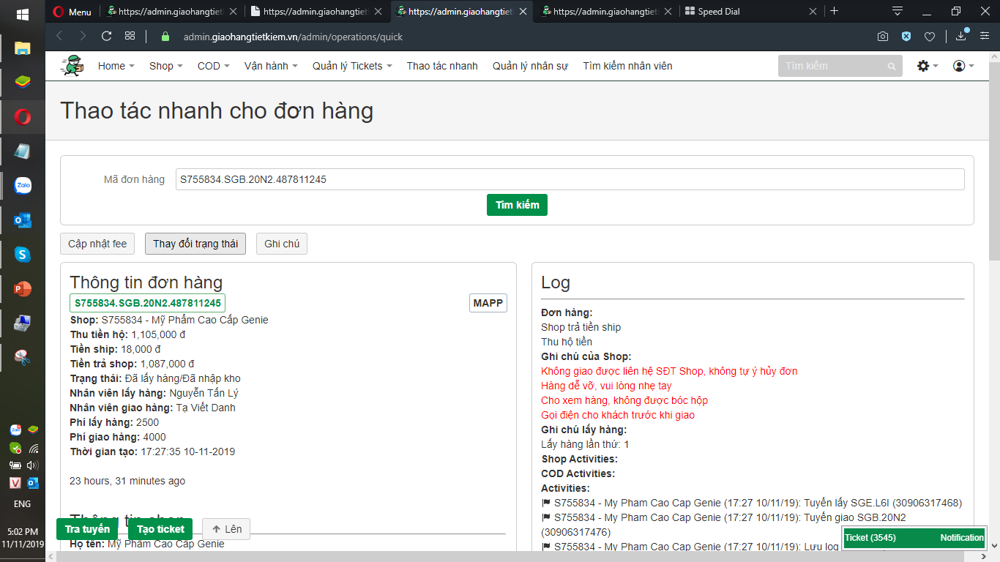 Menu
https://admin.giaohangtiet
https://admin.giaohangtiet
https://admin.giaohangtiet
https://admin.giaohangtiet
Speed Dial
admin.giaohangtietkiem.vn/admin/operations/quick
Home
Shop
COD
Vận hành
Quản lý Tickets
Thao tác nhanh
Quản lý nhân sự
Tìm kiếm nhân viên
Tìm kiếm
Thao tác nhanh cho đơn hàng
Mã đơn hàng
S755834.SGB.20N2.487811245
Tìm kiếm
Cập nhật fee
Thay đổi trạng thái
Ghi chú
Thông tin đơn hàng
S755834.SGB.20N2.487811245
MAPP
Shop: S755834 - Mỹ Phẩm Cao Cấp Genie
Thu tiền hộ: 1,105,000 đ
Tiền ship: 18,000 đ
Tiền trả shop: 1,087,000 đ
Trạng thái: Đã lấy hàng/Đã nhập kho
Nhân viên lấy hàng: Nguyễn Tấn Lý
Nhân viên giao hàng: Tạ Viết Danh
Phí lấy hàng: 2500
Phí giao hàng: 4000
Thời gian tạo: 17:27:35 10-11-2019
23 hours, 31 minutes ago
Thông tin shop
Họ tên: Mỹ Phẩm Cao Cấp Genie
Tra tuyến
Tạo ticket
Lên
Log
Đơn hàng:
Shop trả tiền ship
Thu hộ tiền
Ghi chú của Shop:
Không giao được liên hệ SĐT Shop, không tự ý hủy đơn
Hàng dễ vỡ, vui lòng nhẹ tay
Cho xem hàng, không được bóc hộp
Gọi điện cho khách trước khi giao
Ghi chú lấy hàng:
Lấy hàng lần thứ: 1
Shop Activities:
COD Activities:
Activities:
S755834 - My Pham Cao Cap Genie (17:27 10/11/19): Tuyến lấy SGE.L6I (30906317468)
S755834 - My Pham Cao Cap Genie (17:27 10/11/19): Tuyến giao SGB.20N2
(30906317476)
S755834 - My Pham Cao Cap Genie (17:27 10/11/19): Lưu log
Ticket (3545)
Notification
Zalo
ENG
5:02 PM
11/11/2019